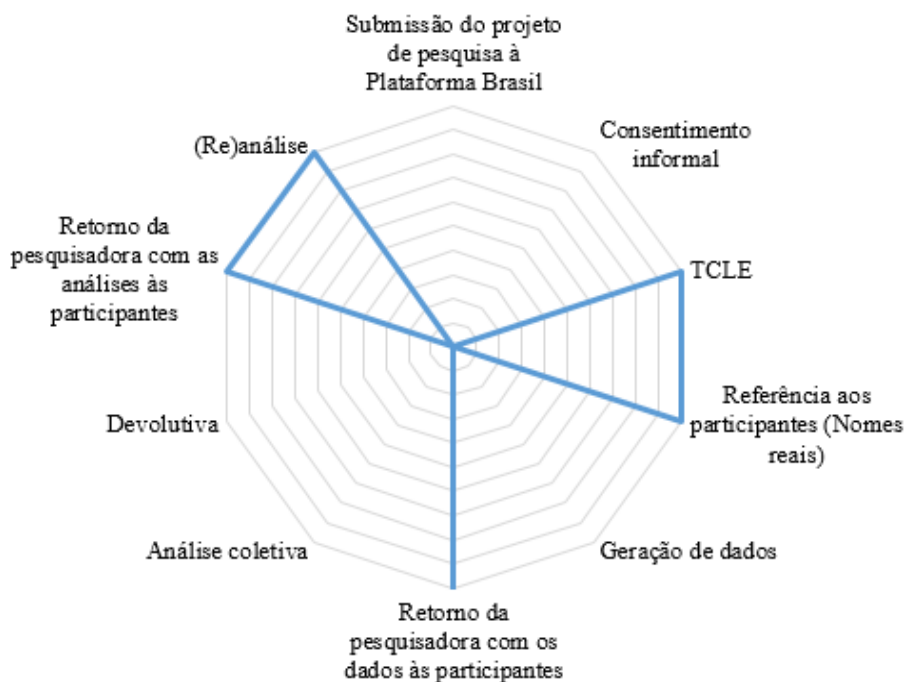 Submissão do projeto
de pesquisa à
Plataforma Brasil
Consentimento
informal
TCLE
Referência aos
participantes (Nomes
reais)
Geração de dados
Retorno da
pesquisadora com os
dados às participantes
Análise coletiva
Devolutiva
Retorno da
pesquisadora com as
análises às
participantes
(Re)análise